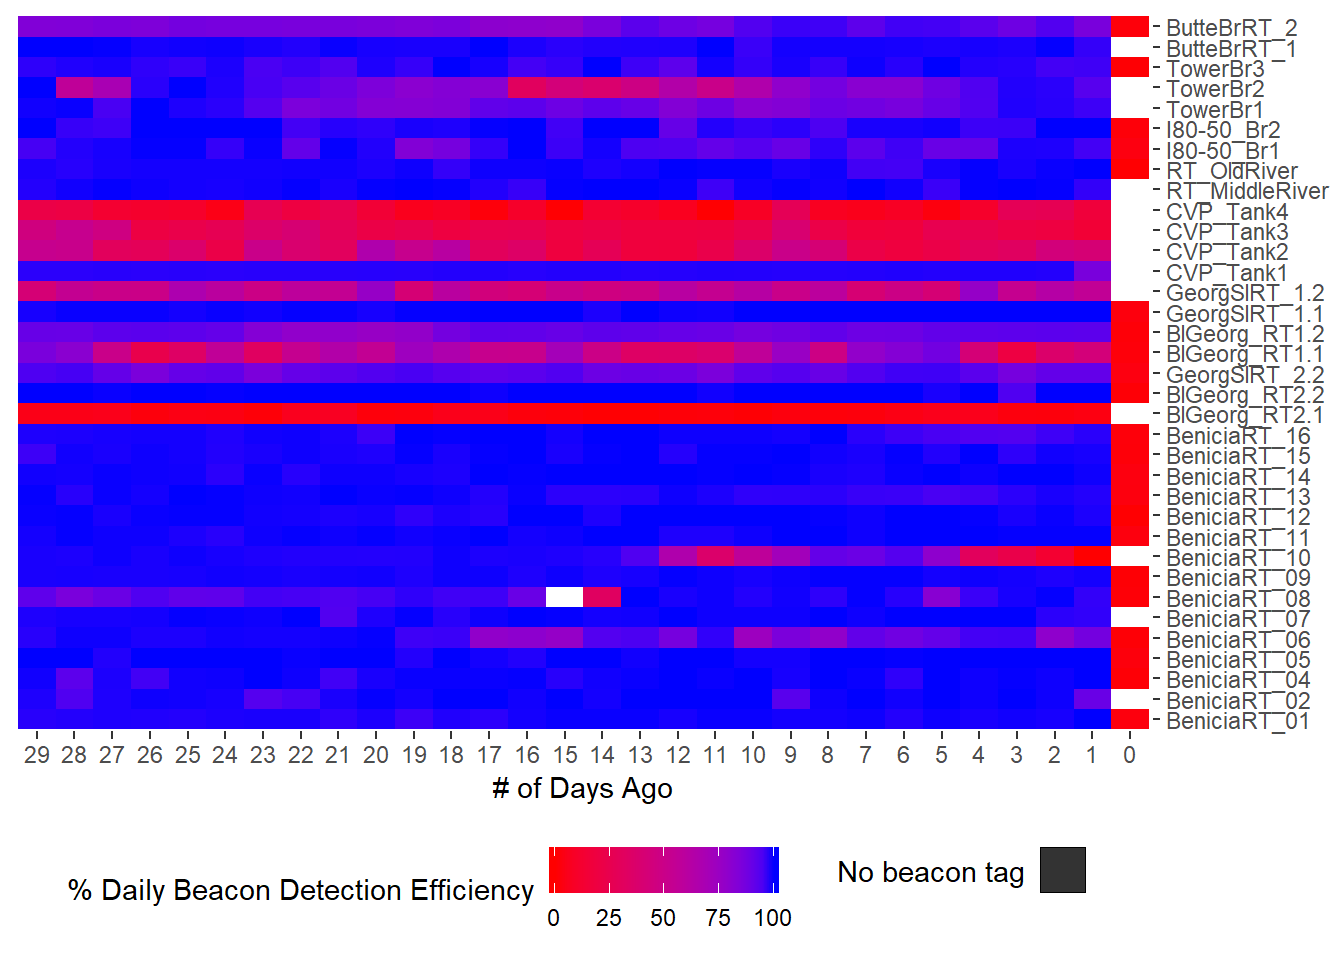 ButteBrRT_2
ButteBrRT_1
TowerBr3
TowerBr2
TowerBr1
I80-50_Br2
I80-50_Br1
RT_OldRiver
RT_MiddleRiver
CVP_Tank4
CVP_Tank3
CVP_Tank2
CVP_Tank1
GeorgSlRT_1.2
GeorgSlRT_1.1
BlGeorg_RT1.2
BlGeorg_RT1.1
GeorgSlRT_2.2
BlGeorg_RT2.2
BlGeorg_RT2.1
BeniciaRT_16
BeniciaRT_15
BeniciaRT_14
BeniciaRT_13
BeniciaRT_12
BeniciaRT_11
BeniciaRT_10
BeniciaRT_09
BeniciaRT_08
BeniciaRT_07
BeniciaRT_06
BeniciaRT_05
BeniciaRT_04
BeniciaRT_02
BeniciaRT_01
29 28 27 26 25 24 23 22 21 20 19 18 17 16 15 14 13 12 11 10 9 8 7 6 5 4 3 2 1 0
# of Days Ago
% Daily Beacon Detection Efficiency
0 25 50 75 100
No beacon tag